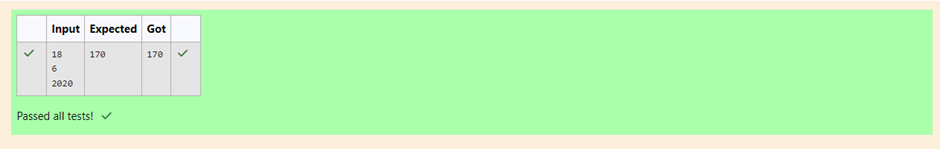 Input Expected Got
18 170 170
6
2020
Passed all tests!